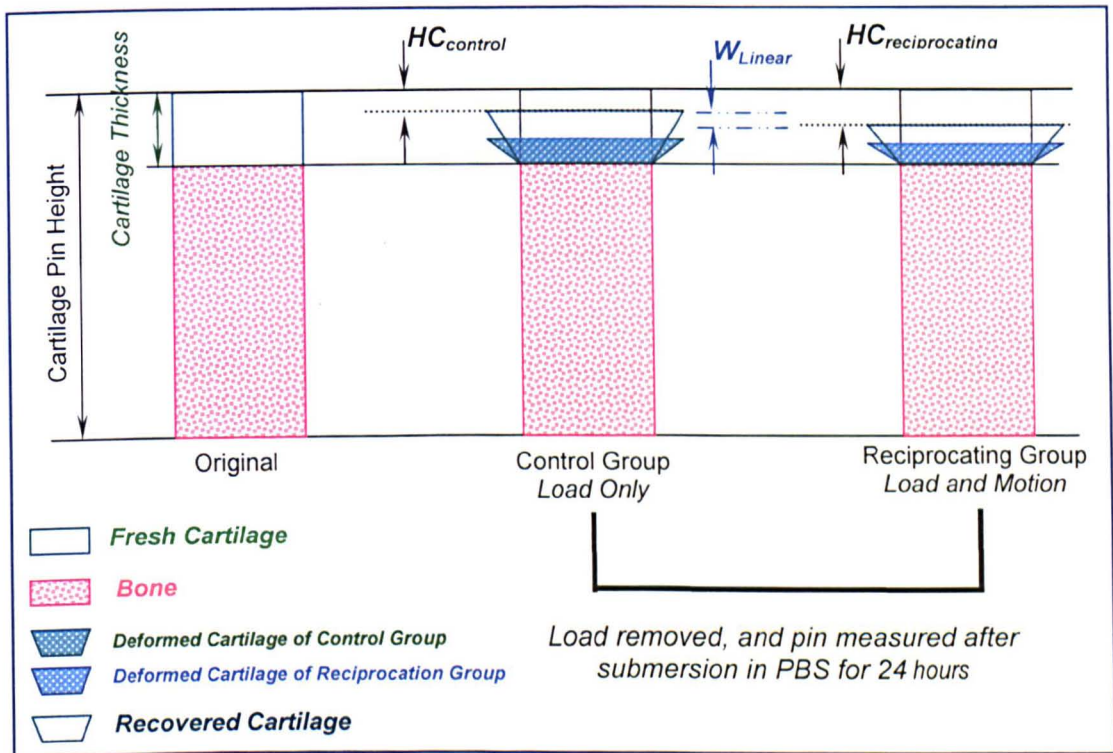 HCcontrol
WLinear
HCreciprocating
Cartilage Thickness
Cartilage Pin Height
Original
Control Group
Load Only
Reciprocating Group
Load and Motion
Fresh Cartilage
Bone
Deformed Cartilage of Control Group
Deformed Cartilage of Reciprocation Group
Recovered Cartilage
Load removed, and pin measured after
submersion in PBS for 24 hours